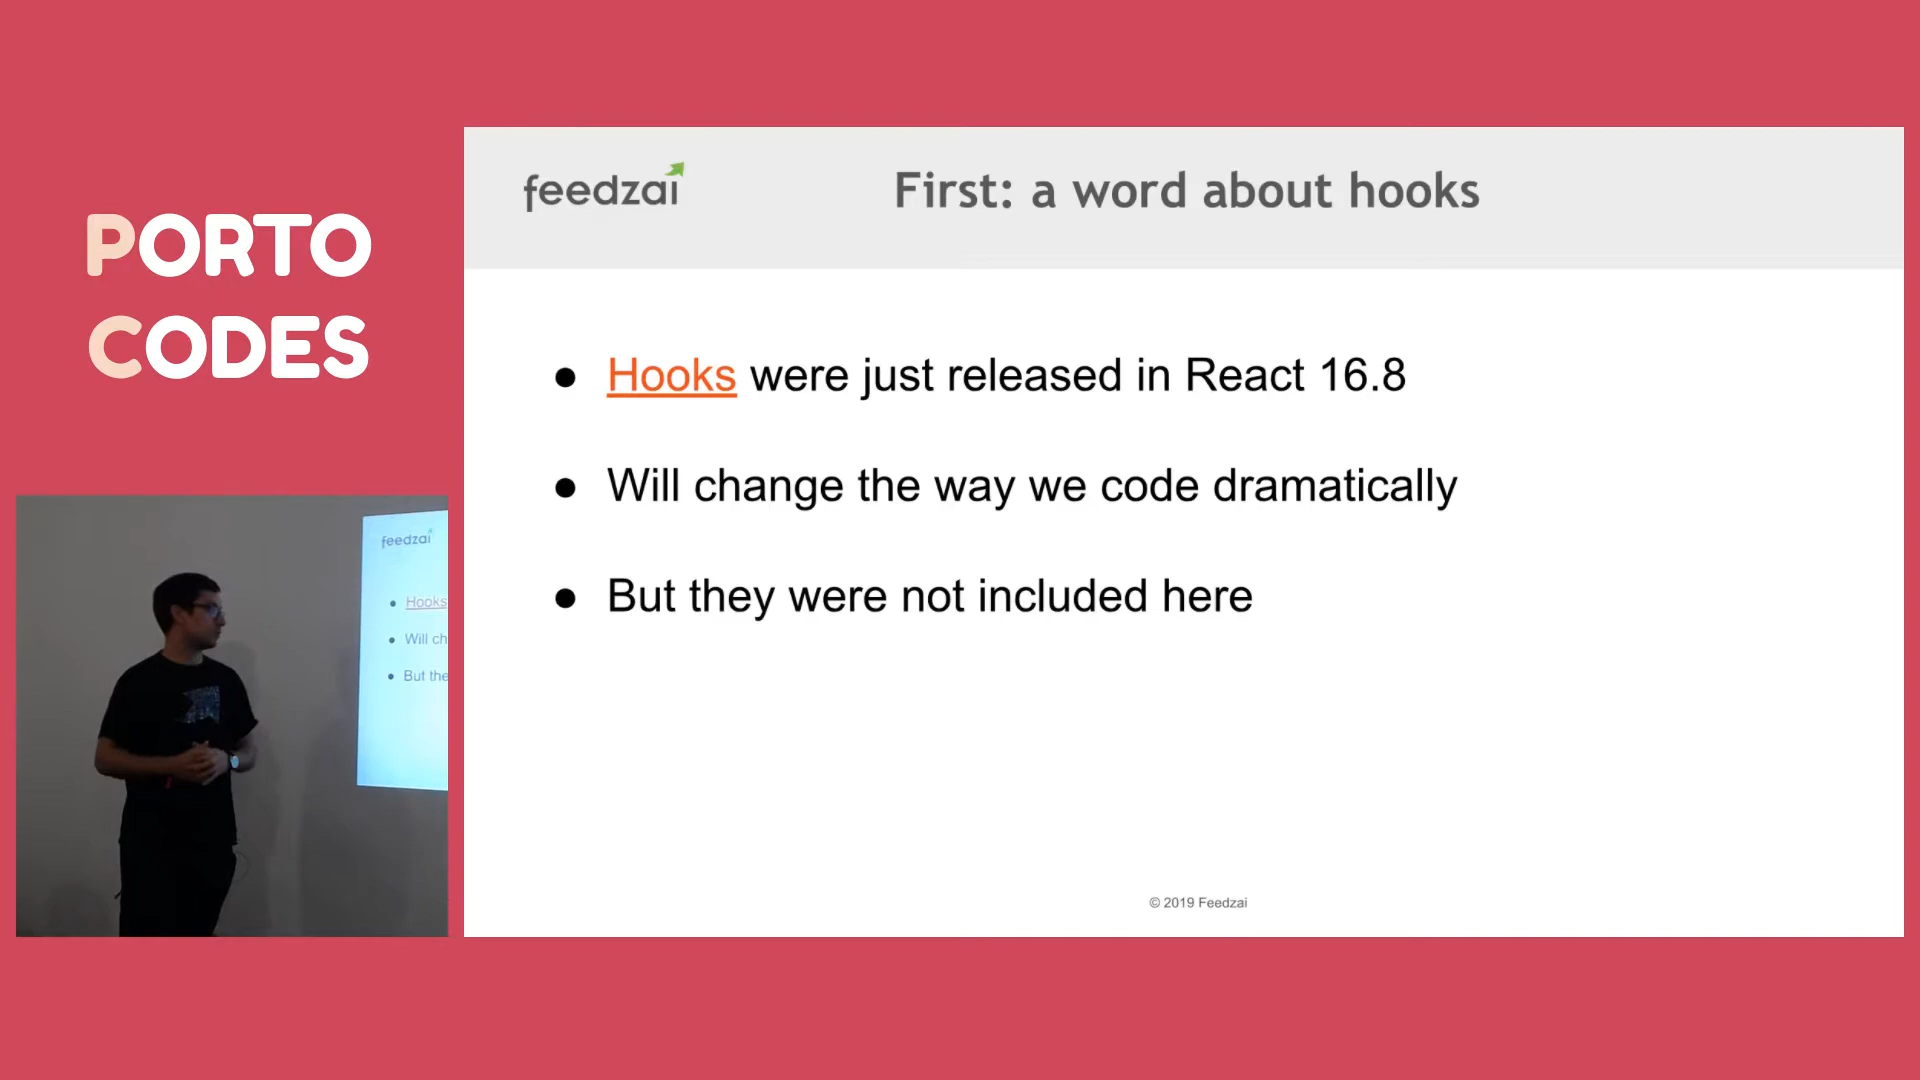 PORTO
CODES
feedzai
First: a word about hooks
● Hooks were just released in React 16.8
● Will change the way we code dramatically
● But they were not included here
© 2019 Feedzai
feedzai
● Hooks
● Will ch
● But the